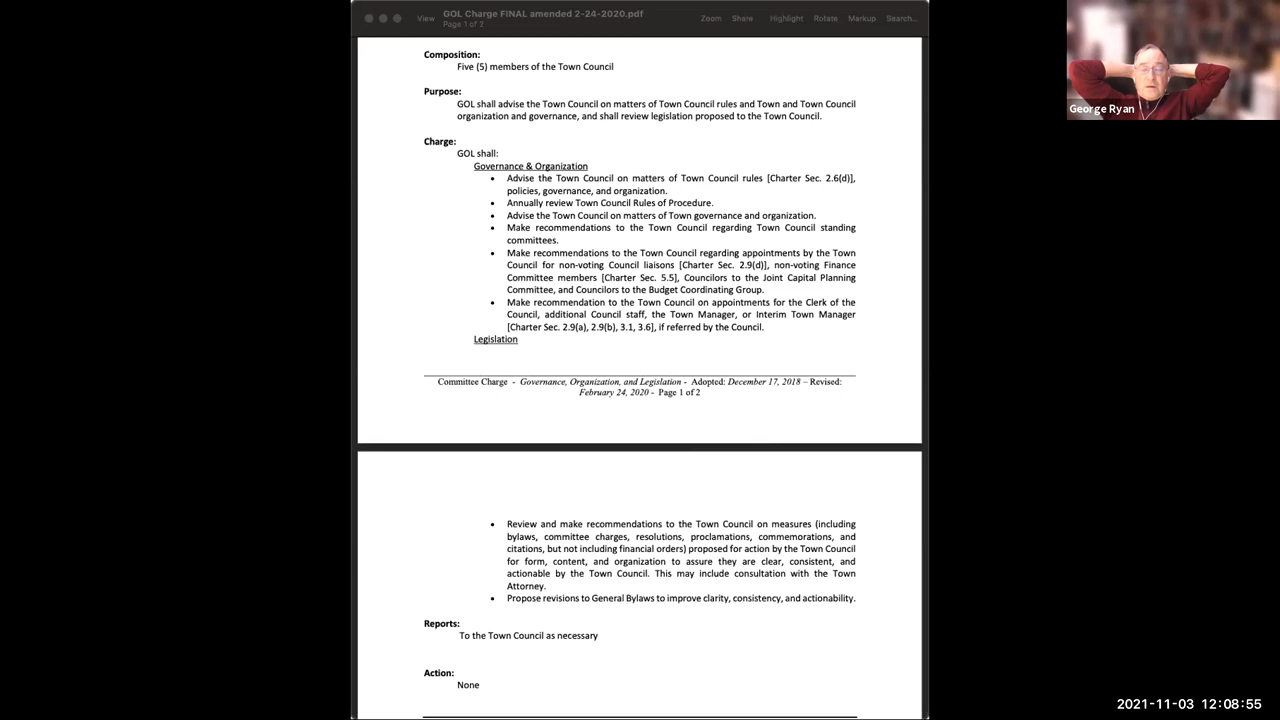 GOL Charge FINAL amended 2-24-2020.pdf
Page 1 of 2
View
Zoom
Share
Highlight
Rotate
Markup
Search...
Composition:
Five (5) members of the Town Council
Purpose:
GOL shall advise the Town Council on matters of Town Council rules and Town and Town Council
organization and governance, and shall review legislation proposed to the Town Council.
Charge:
GOL shall:
Governance & Organization
• Advise the Town Council on matters of Town Council rules [Charter Sec. 2.6(d)],
policies, governance, and organization.
• Annually review Town Council Rules of Procedure.
• Advise the Town Council on matters of Town governance and organization.
• Make recommendations to the Town Council regarding Town Council standing
committees.
• Make recommendations to the Town Council regarding appointments by the Town
Council for non-voting Council liaisons [Charter Sec. 2.9(d)], non-voting Finance
Committee members [Charter Sec. 5.5], Councilors to the Joint Capital Planning
Committee, and Councilors to the Budget Coordinating Group.
• Make recommendation to the Town Council on appointments for the Clerk of the
Council, additional Council staff, the Town Manager, or Interim Town Manager
[Charter Sec. 2.9(a), 2.9(b), 3.1, 3.6], if referred by the Council.
Legislation
Committee Charge - Governance, Organization, and Legislation - Adopted: December 17, 2018 – Revised:
February 24, 2020 - Page 1 of 2
• Review and make recommendations to the Town Council on measures (including
bylaws, committee charges, resolutions, proclamations, commemorations, and
citations, but not including financial orders) proposed for action by the Town Council
for form, content, and organization to assure they are clear, consistent, and
actionable by the Town Council. This may include consultation with the Town
Attorney.
• Propose revisions to General Bylaws to improve clarity, consistency, and actionability.
Reports:
To the Town Council as necessary
Action:
None
George Ryan
2021-11-03 12:08:55